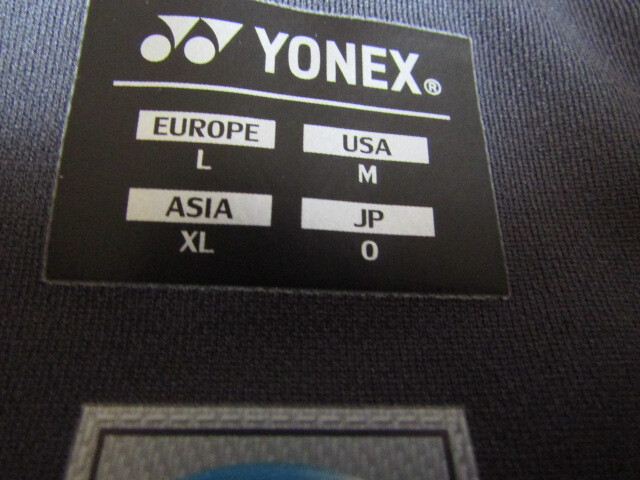 YONEX®
EUROPE USA
L M
ASIA JP
XL O